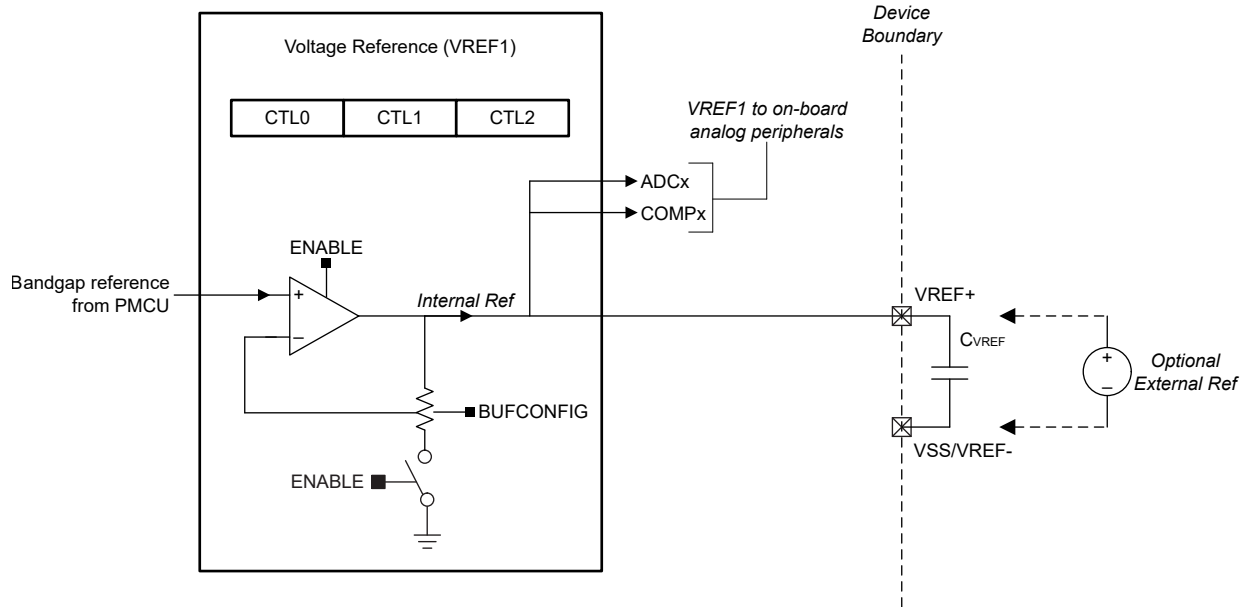 Device
Boundary
Voltage Reference (VREF1)
CTL0 CTL1 CTL2
VREF1 to on-board
analog peripherals
ADCx
COMPx
ENABLE
Bandgap reference
from PMCU
+
–
Internal Ref
VREF+
CVREF
+
–
Optional
External Ref
BUFCONFIG
VSS/VREF-
ENABLE